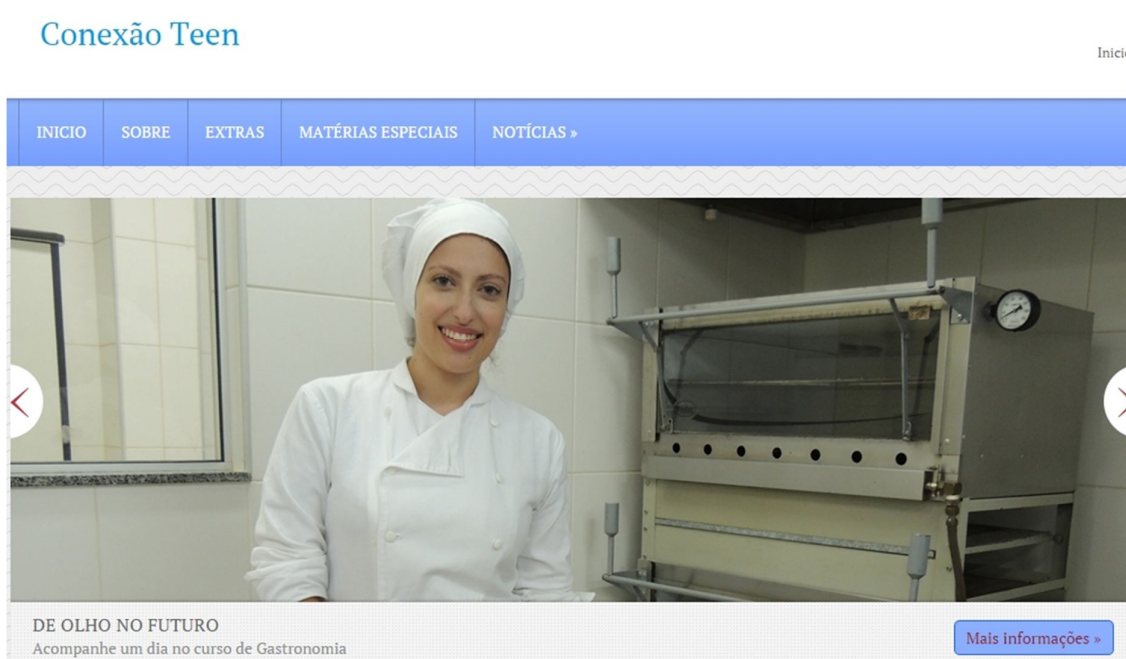 Conexão Teen
INICIO SOBRE EXTRAS MATÉRIAS ESPECIAIS NOTÍCIAS »
DE OLHO NO FUTURO
Acompanhe um dia no curso de Gastronomia
Mais informações »